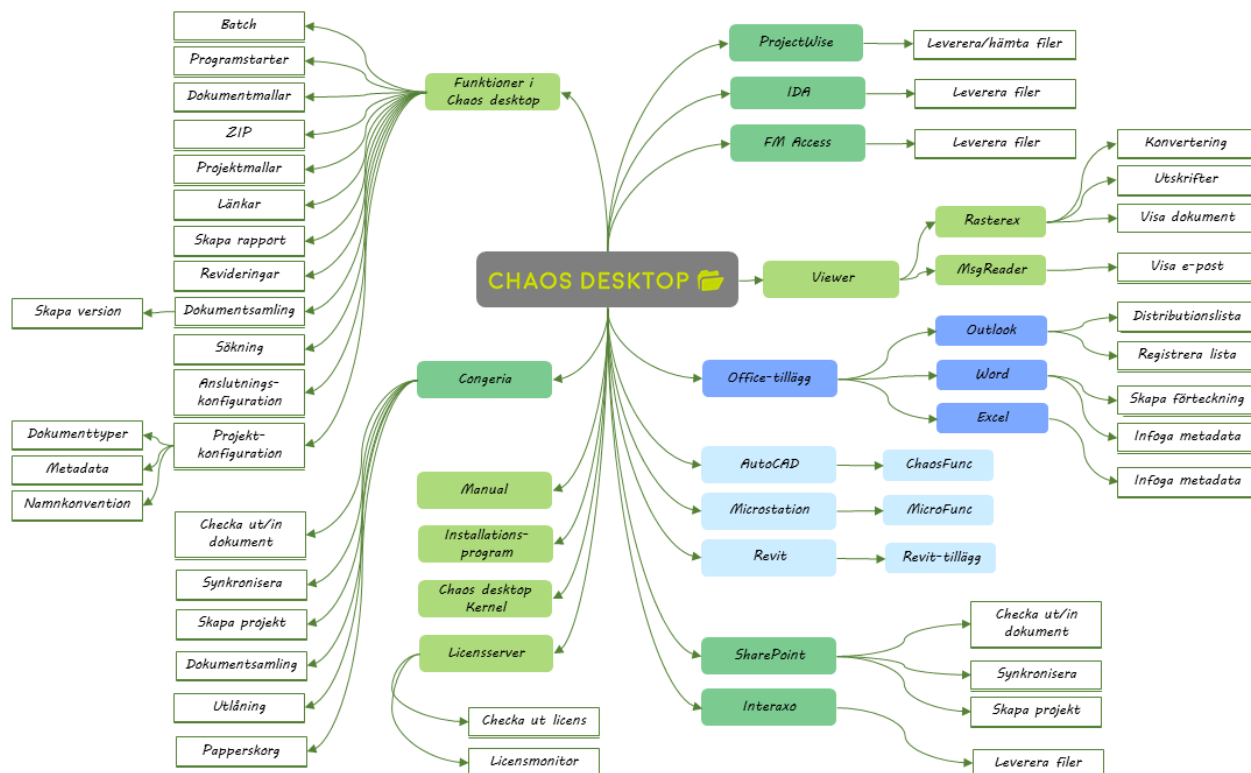 Batch
Programstarter
Dokumentmallar
ZIP
Projektmallar
Länkar
Skapa rapport
Revideringar
Dokumentsamling
Skapa version
Sökning
Anslutnings-
konfiguration
Projekt-
konfiguration
Dokumenttyper
Metadata
Namnkonvention
Funktioner i
Chaos desktop
ProjectWise
Leverera/hämta filer
IDA
Leverera filer
FM Access
Leverera filer
CHAOS DESKTOP
Viewer
Rasterex
Konvertering
Utskrifter
Visa dokument
MsgReader
Visa e-post
Office-tillägg
Outlook
Distributionslista
Registrera lista
Word
Skapa förteckning
Infoga metadata
Excel
Infoga metadata
Congeria
Checka ut/in
dokument
Synkronisera
Skapa projekt
Dokumentsamling
Utlåning
Papperskorg
Manual
Installations-
program
Chaos desktop
Kernel
Licensserver
Checka ut licens
Licensmonitor
AutoCAD
ChaosFunc
Microstation
MicroFunc
Revit
Revit-tillägg
SharePoint
Checka ut/in
dokument
Synkronisera
Skapa projekt
Interaxo
Leverera filer